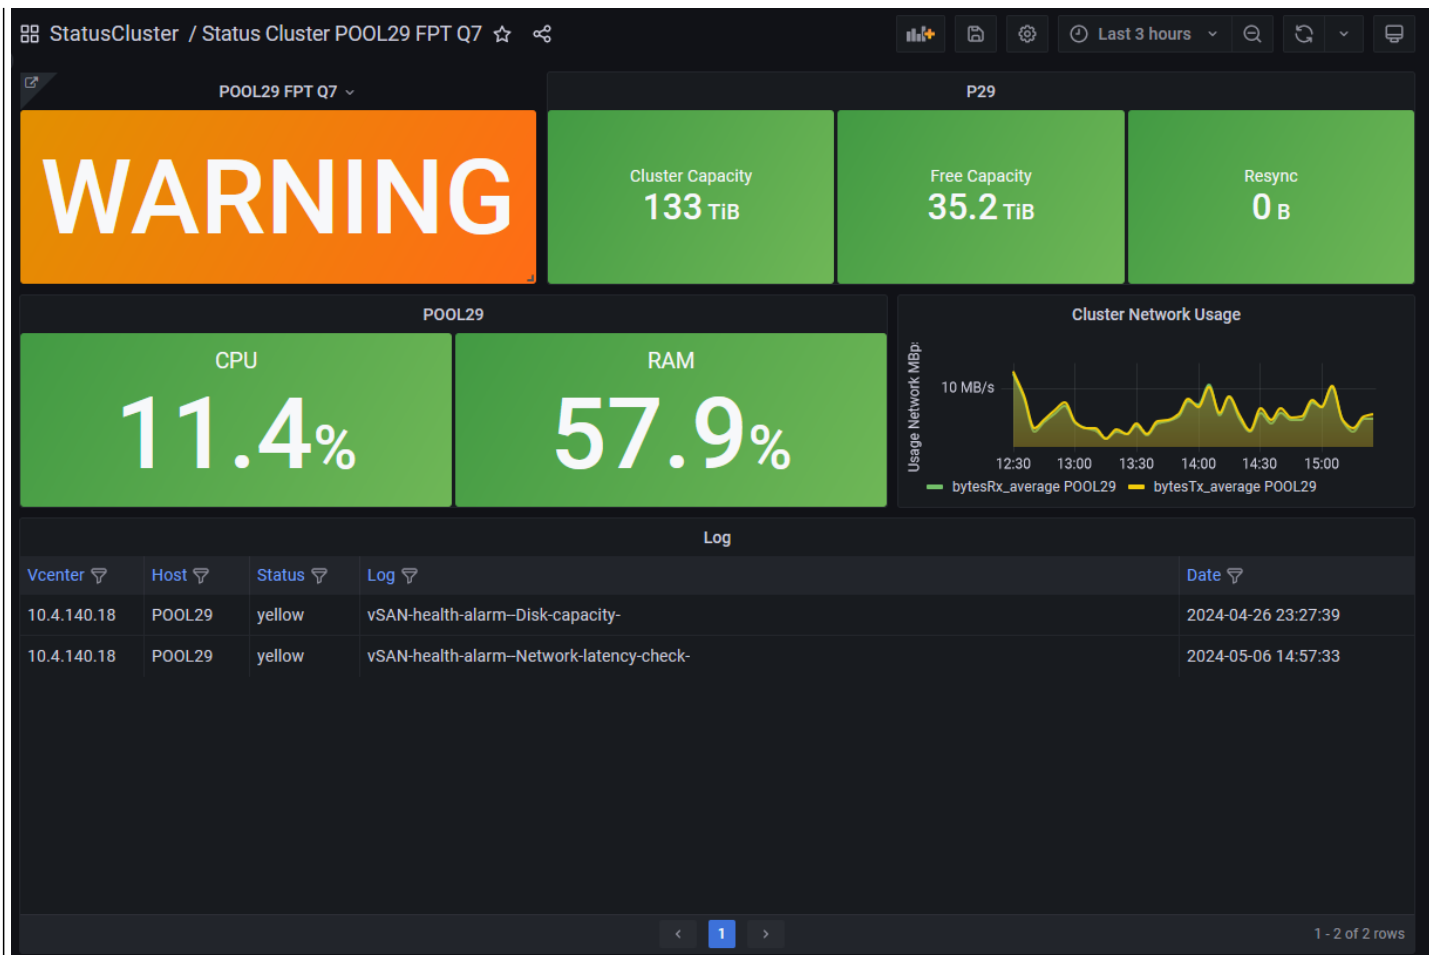 StatusCluster / Status Cluster POOL29 FPT Q7
Last 3 hours
POOL29 FPT Q7
WARNING
P29
Cluster Capacity
133 TiB
Free Capacity
35.2 TiB
Resync
0 B
POOL29
CPU
11.4%
RAM
57.9%
Cluster Network Usage
Usage Network MBp
10 MB/s
12:30 13:00 13:30 14:00 14:30 15:00
bytesRx_average POOL29 bytesTx_average POOL29
Log
Vcenter Host Status Log Date
10.4.140.18 POOL29 yellow vSAN-health-alarm--Disk-capacity- 2024-04-26 23:27:39
10.4.140.18 POOL29 yellow vSAN-health-alarm--Network-latency-check- 2024-05-06 14:57:33
1
1 - 2 of 2 rows